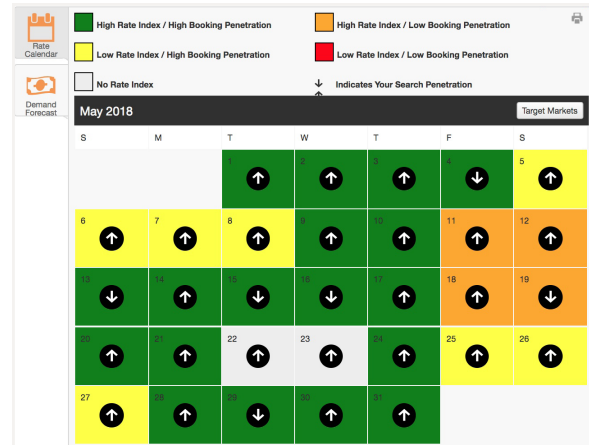 High Rate Index / High Booking Penetration
High Rate Index / Low Booking Penetration
Rate
Calendar
Low Rate Index / High Booking Penetration
Low Rate Index / Low Booking Penetration
No Rate Index
Indicates Your Search Penetration
Demand
Forecast
May 2018
Target Markets
S M T W T F S
1 2 3 4 5
6 7 8 9 10 11 12
13 14 15 16 17 18 19
20 21 22 23 24 25 26
27 28 29 30 31